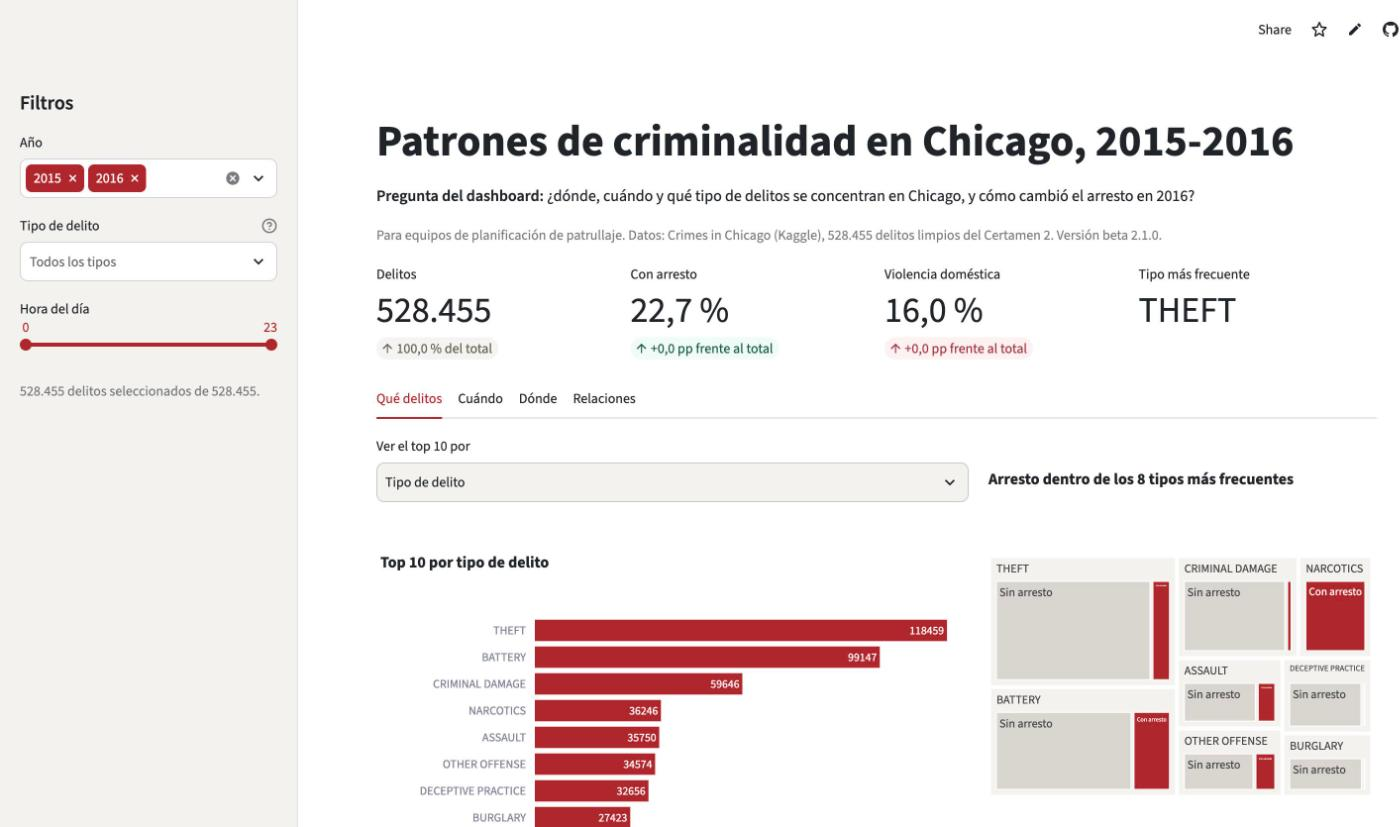 Share
Filtros
Año
2015 × 2016 ×
Tipo de delito
Todos los tipos
Hora del día
0 23
528.455 delitos seleccionados de 528.455.
Patrones de criminalidad en Chicago, 2015-2016
Pregunta del dashboard: ¿dónde, cuándo y qué tipo de delitos se concentran en Chicago, y cómo cambió el arresto en 2016?
Para equipos de planificación de patrullaje. Datos: Crimes in Chicago (Kaggle), 528.455 delitos limpios del Certamen 2. Versión beta 2.1.0.
Delitos
528.455
↑ 100,0 % del total
Con arresto
22,7 %
↑ +0,0 pp frente al total
Violencia doméstica
16,0 %
↑ +0,0 pp frente al total
Tipo más frecuente
THEFT
Qué delitos Cuándo Dónde Relaciones
Ver el top 10 por
Tipo de delito
Top 10 por tipo de delito
THEFT 118459
BATTERY 99147
CRIMINAL DAMAGE 59646
NARCOTICS 36246
ASSAULT 35750
OTHER OFFENSE 34574
DECEPTIVE PRACTICE 32656
BURGLARY 27423
Arresto dentro de los 8 tipos más frecuentes
THEFT
Sin arresto
BATTERY
Sin arresto
Con arresto
CRIMINAL DAMAGE
Sin arresto
NARCOTICS
Con arresto
ASSAULT
Sin arresto
DECEPTIVE PRACTICE
Sin arresto
OTHER OFFENSE
Sin arresto
BURGLARY
Sin arresto